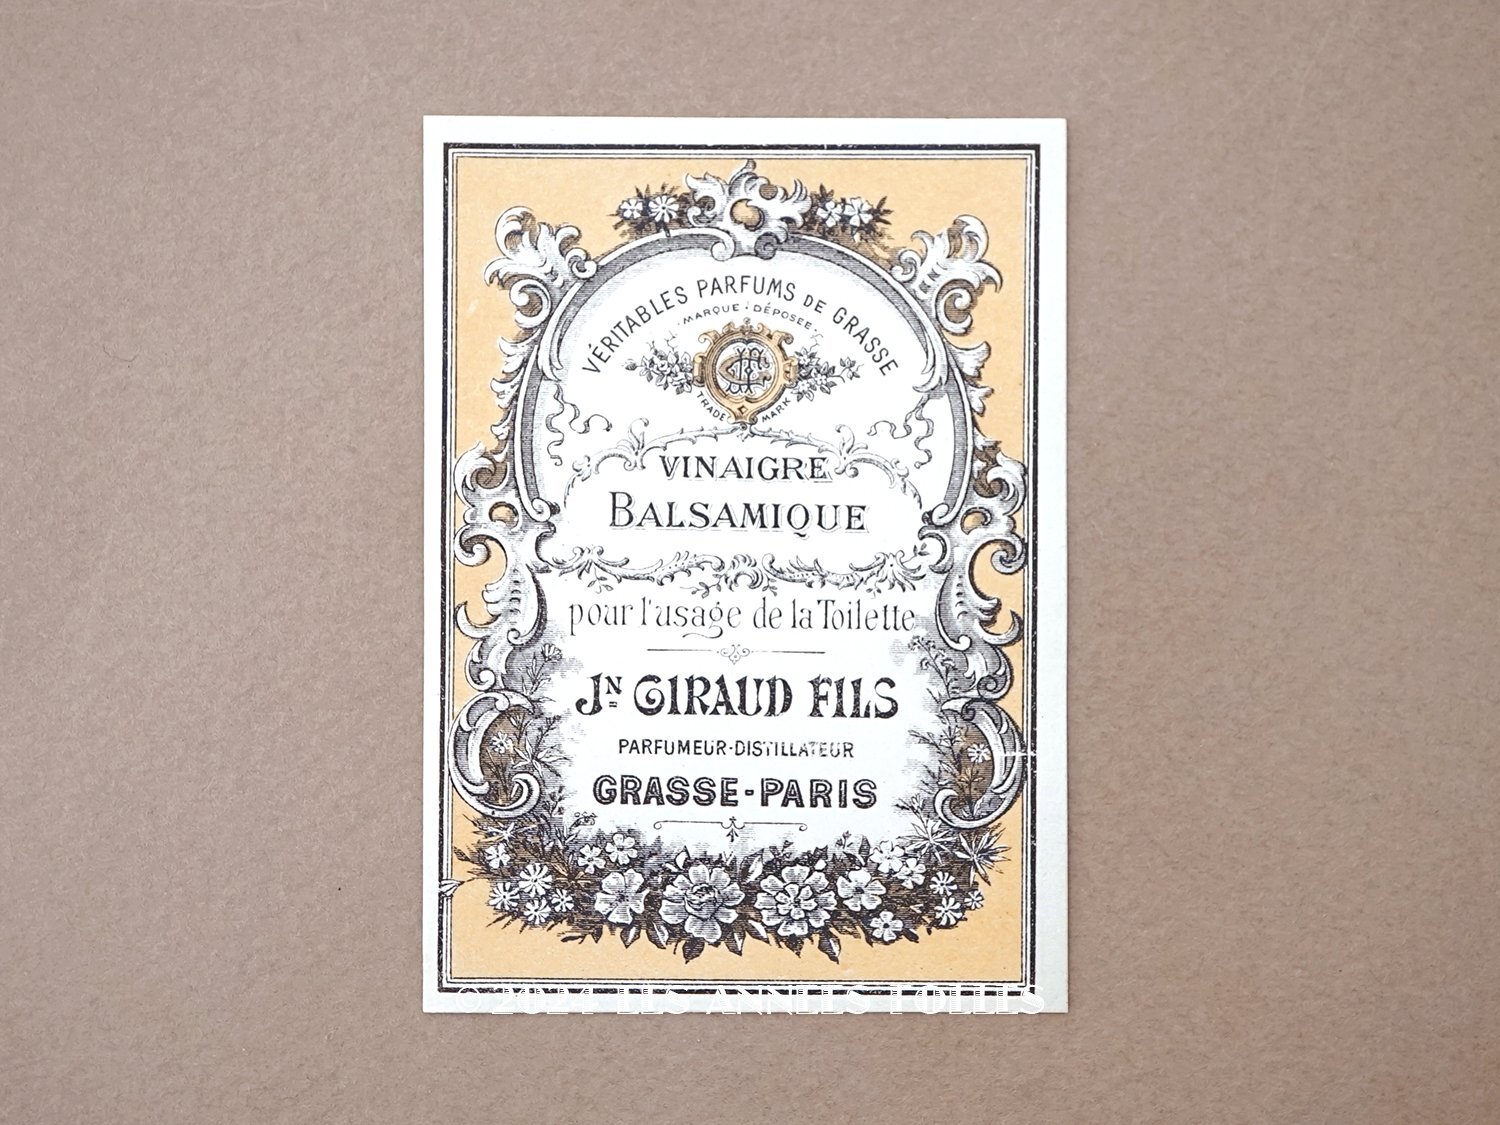 VÉRITABLES PARFUMS DE GRASSE
MARQUE DÉPOSÉE
TRADE MARK
VINAIGRE
BALSAMIQUE
pour l'usage de la Toilette
JN GIRAUD FILS
PARFUMEUR-DISTILLATEUR
GRASSE-PARIS
© 2024 LES ANNEES FOLLES